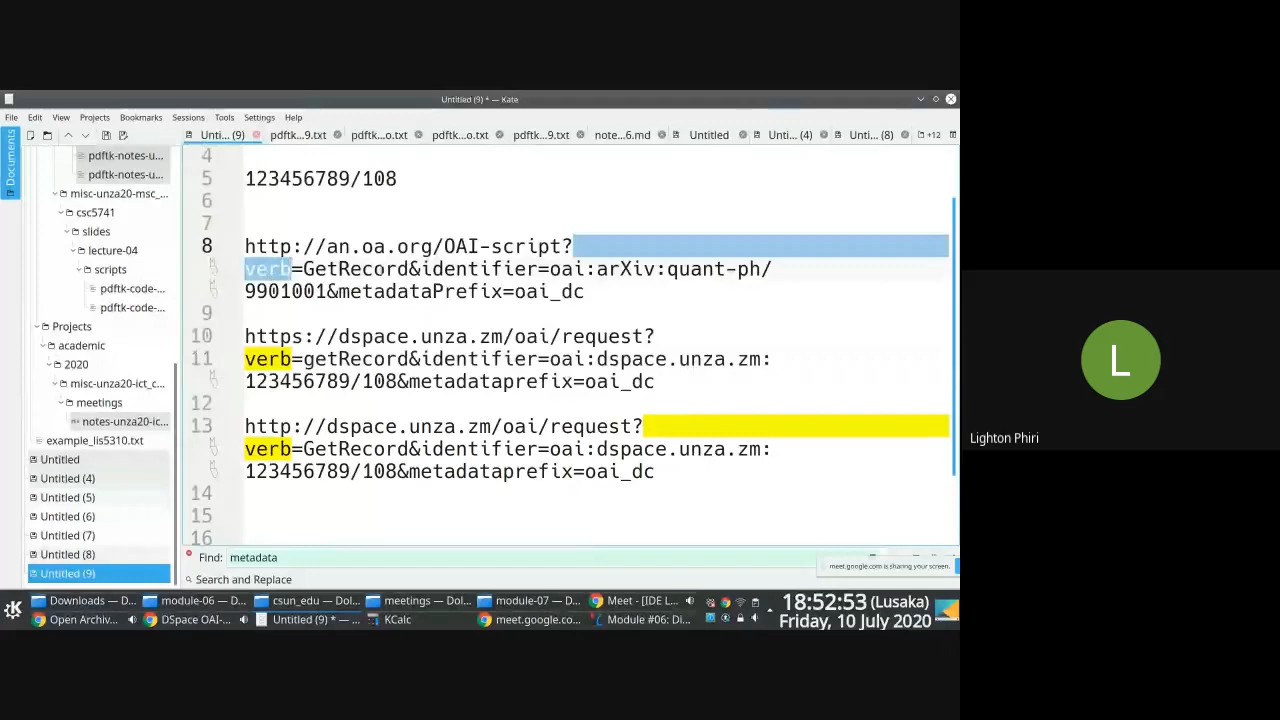 Untitled (9) * — Kate
File Edit View Projects Bookmarks Sessions Tools Settings Help
Documents
Unti... (9) pdftk...9.txt pdftk...o.txt pdftk...o.txt pdftk...9.txt note...6.md Untitled Unti... (4) Unti... (8) +12
pdftk-notes-u...
pdftk-notes-u...
misc-unza20-msc_...
csc5741
slides
lecture-04
scripts
pdftk-code-...
pdftk-code-...
Projects
academic
2020
misc-unza20-ict_c...
meetings
notes-unza20-ic...
example_lis5310.txt
Untitled
Untitled (4)
Untitled (5)
Untitled (6)
Untitled (7)
Untitled (8)
Untitled (9)
4
5 123456789/108
6
7
8 http://an.oa.org/OAI-script?
verb=GetRecord&identifier=oai:arXiv:quant-ph/
9901001&metadataPrefix=oai_dc
9
10 https://dspace.unza.zm/oai/request?
11 verb=getRecord&identifier=oai:dspace.unza.zm:
123456789/108&metadataprefix=oai_dc
12
13 http://dspace.unza.zm/oai/request?
verb=GetRecord&identifier=oai:dspace.unza.zm:
123456789/108&metadataprefix=oai_dc
14
15
16
Find: metadata
meet.google.com is sharing your screen.
Search and Replace
Downloads — D... module-06 — D... csun_edu — Dol... meetings — Dol... module-07 — D... Meet - [IDE L...
Open Archiv... DSpace OAI-... Untitled (9) * — ... KCalc meet.google.co... Module #06: Di...
18:52:53 (Lusaka)
Friday, 10 July 2020
L
Lighton Phiri